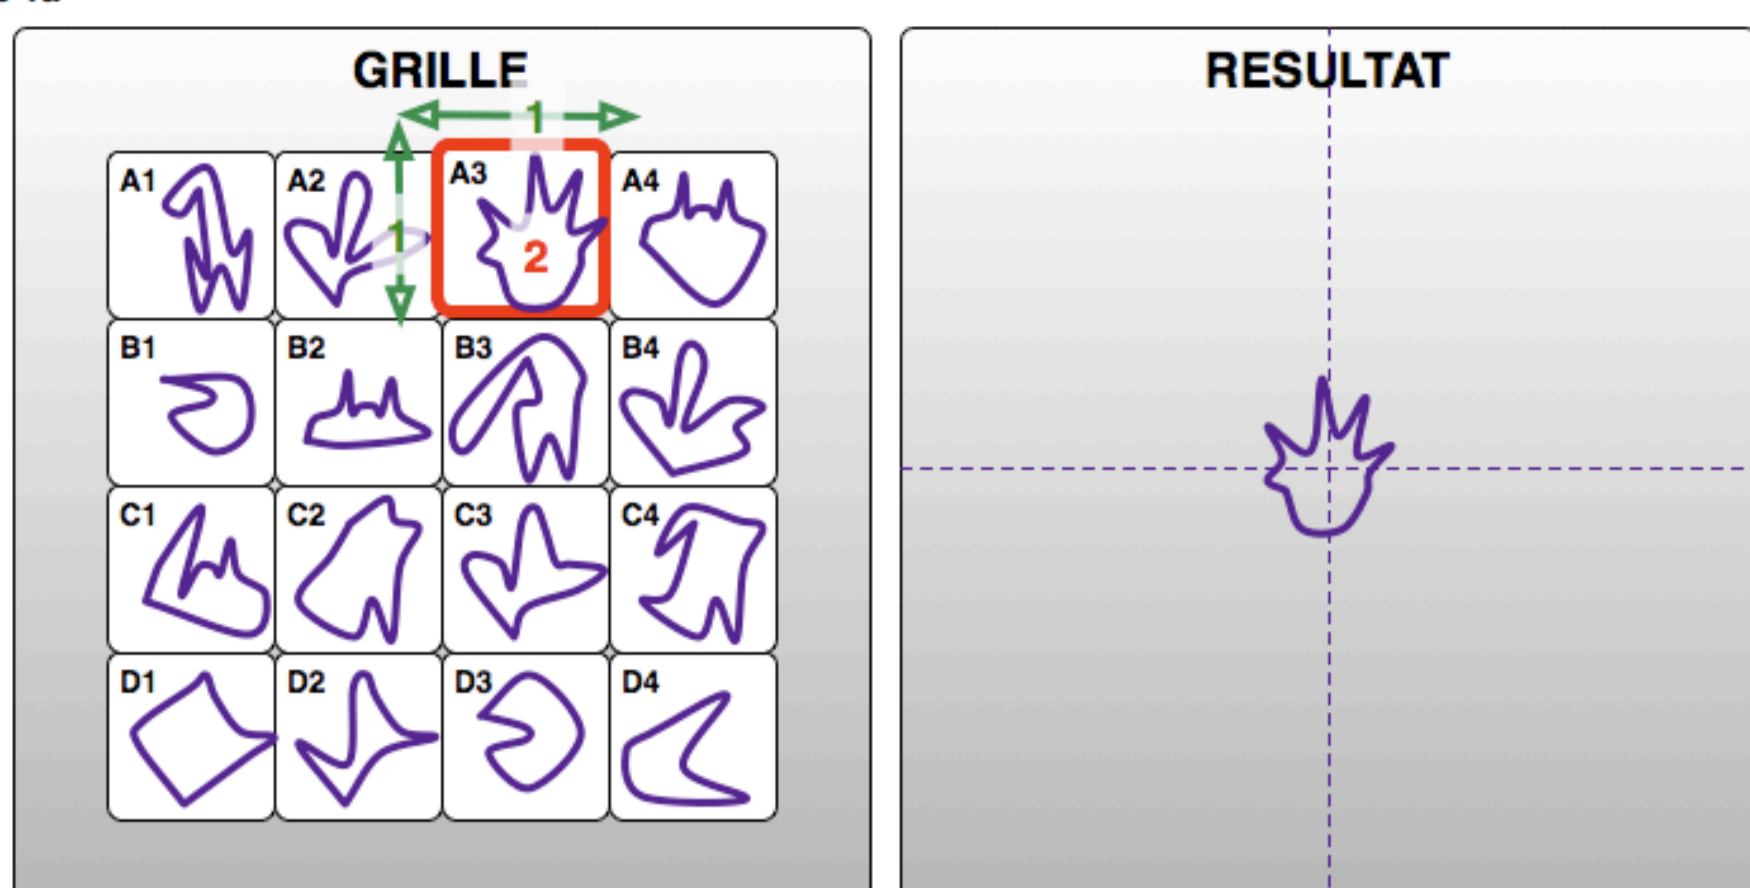 GRILLE
RESULTAT
1
A1 A2 A3 A4
1
2
B1 B2 B3 B4
C1 C2 C3 C4
D1 D2 D3 D4